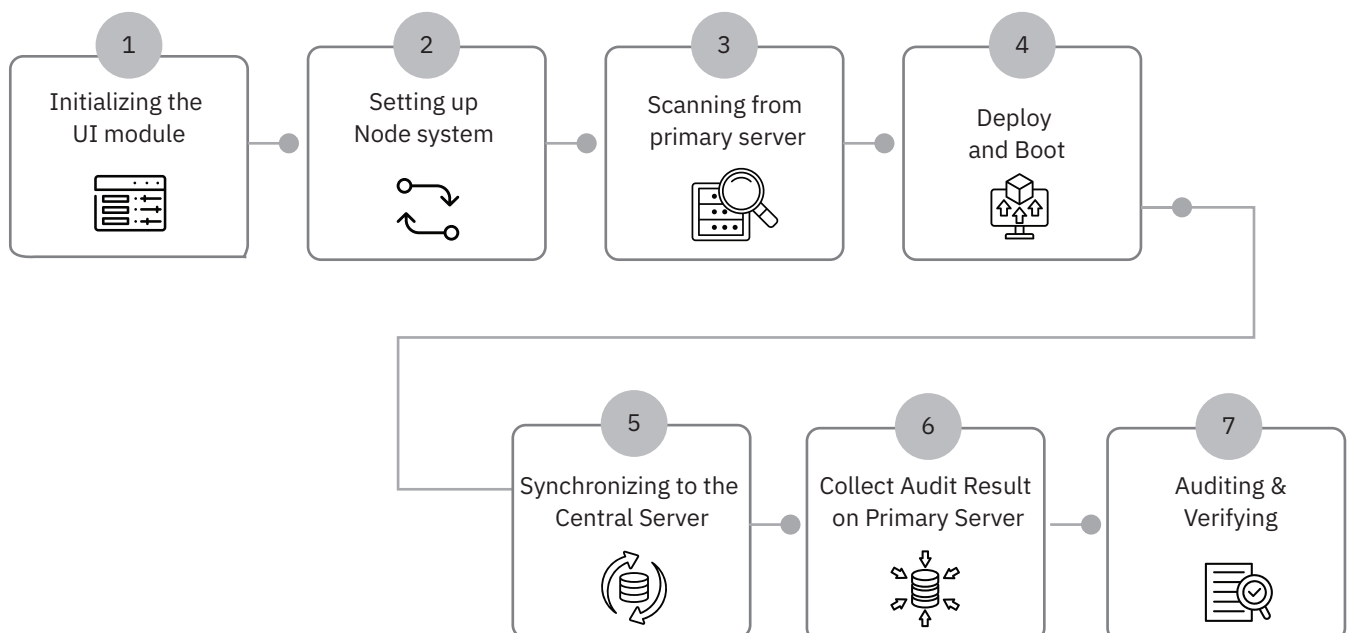 1
Initializing the
UI module
2
Setting up
Node system
3
Scanning from
primary server
4
Deploy
and Boot
5
Synchronizing to the
Central Server
6
Collect Audit Result
on Primary Server
7
Auditing &
Verifying